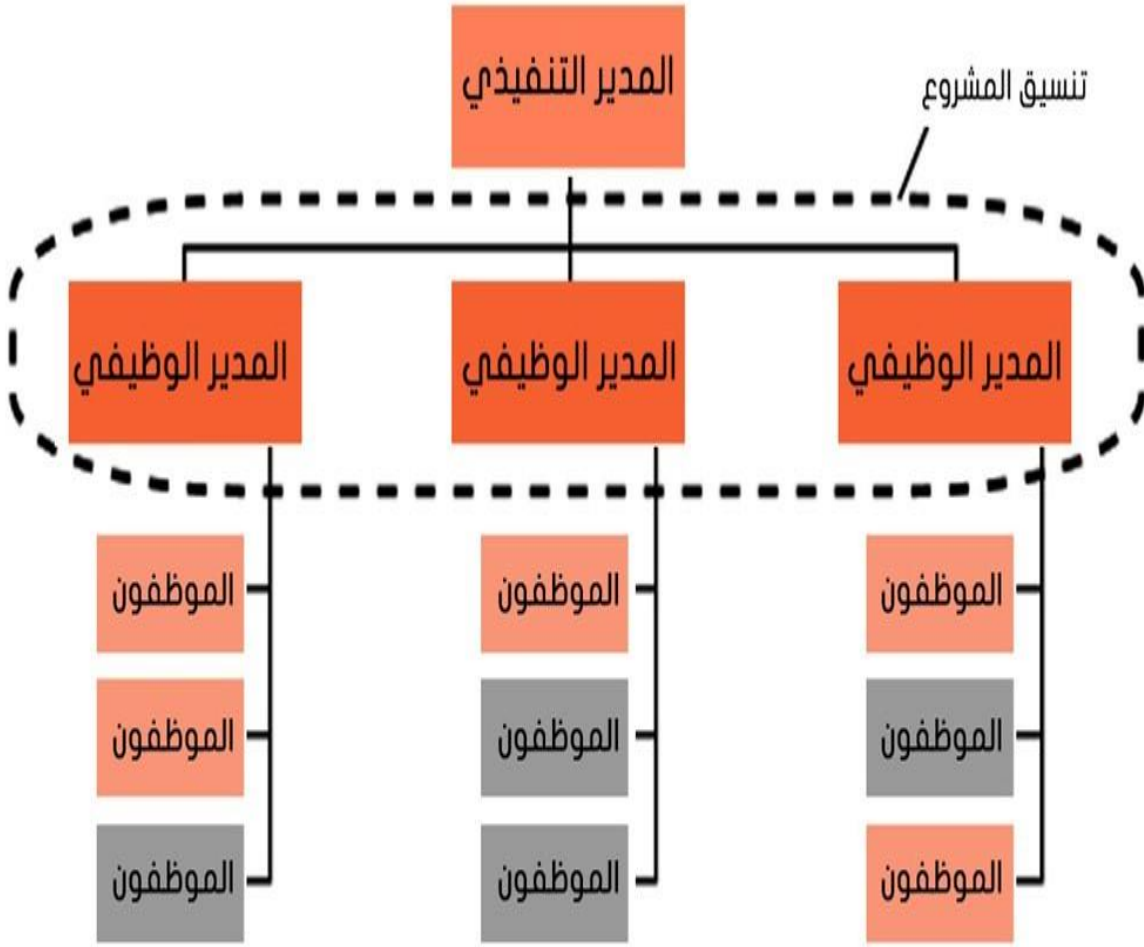 المدير التنفيذي
تنسيق المشروع
المدير الوظيفي
المدير الوظيفي
المدير الوظيفي
الموظفون
الموظفون
الموظفون
الموظفون
الموظفون
الموظفون
الموظفون
الموظفون
الموظفون